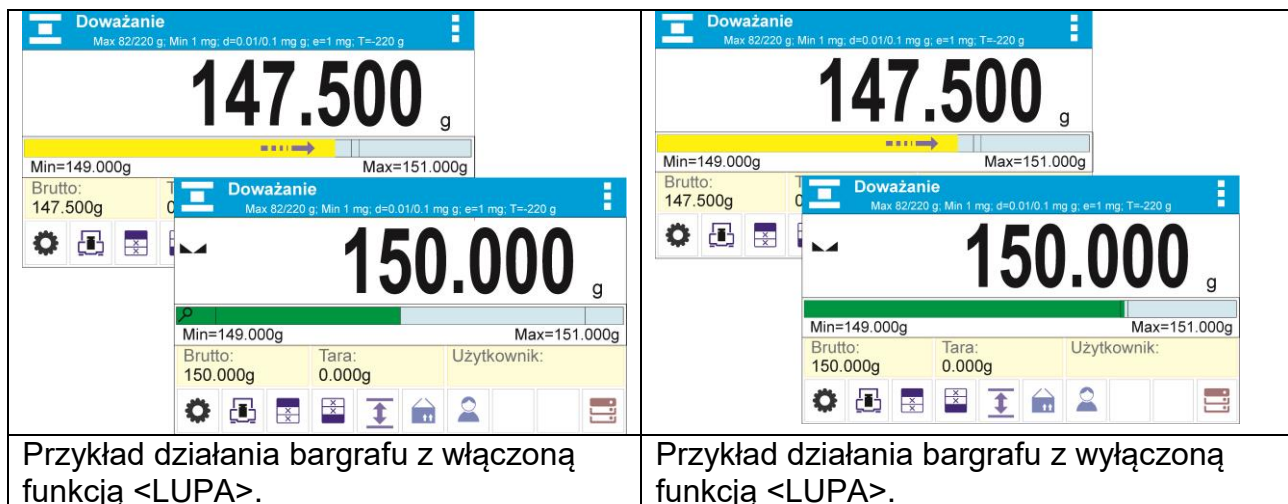 Doważanie
Max 82/220 g; Min 1 mg; d=0.01/0.1 mg g; e=1 mg; T=-220 g
147.500 g
Min=149.000g Max=151.000g
Brutto: T
147.500g 0
Doważanie
Max 82/220 g; Min 1 mg; d=0.01/0.1 mg g; e=1 mg; T=-220 g
150.000 g
Min=149.000g Max=151.000g
Brutto: Tara: Użytkownik:
150.000g 0.000g
Przykład działania bargrafu z włączoną
funkcją <LUPA>.
Doważanie
Max 82/220 g; Min 1 mg; d=0.01/0.1 mg g; e=1 mg; T=-220 g
147.500 g
Min=149.000g Max=151.000g
Brutto: T
147.500g 0
Doważanie
Max 82/220 g; Min 1 mg; d=0.01/0.1 mg g; e=1 mg; T=-220 g
150.000 g
Min=149.000g Max=151.000g
Brutto: Tara: Użytkownik:
150.000g 0.000g
Przykład działania bargrafu z wyłączoną
funkcją <LUPA>.